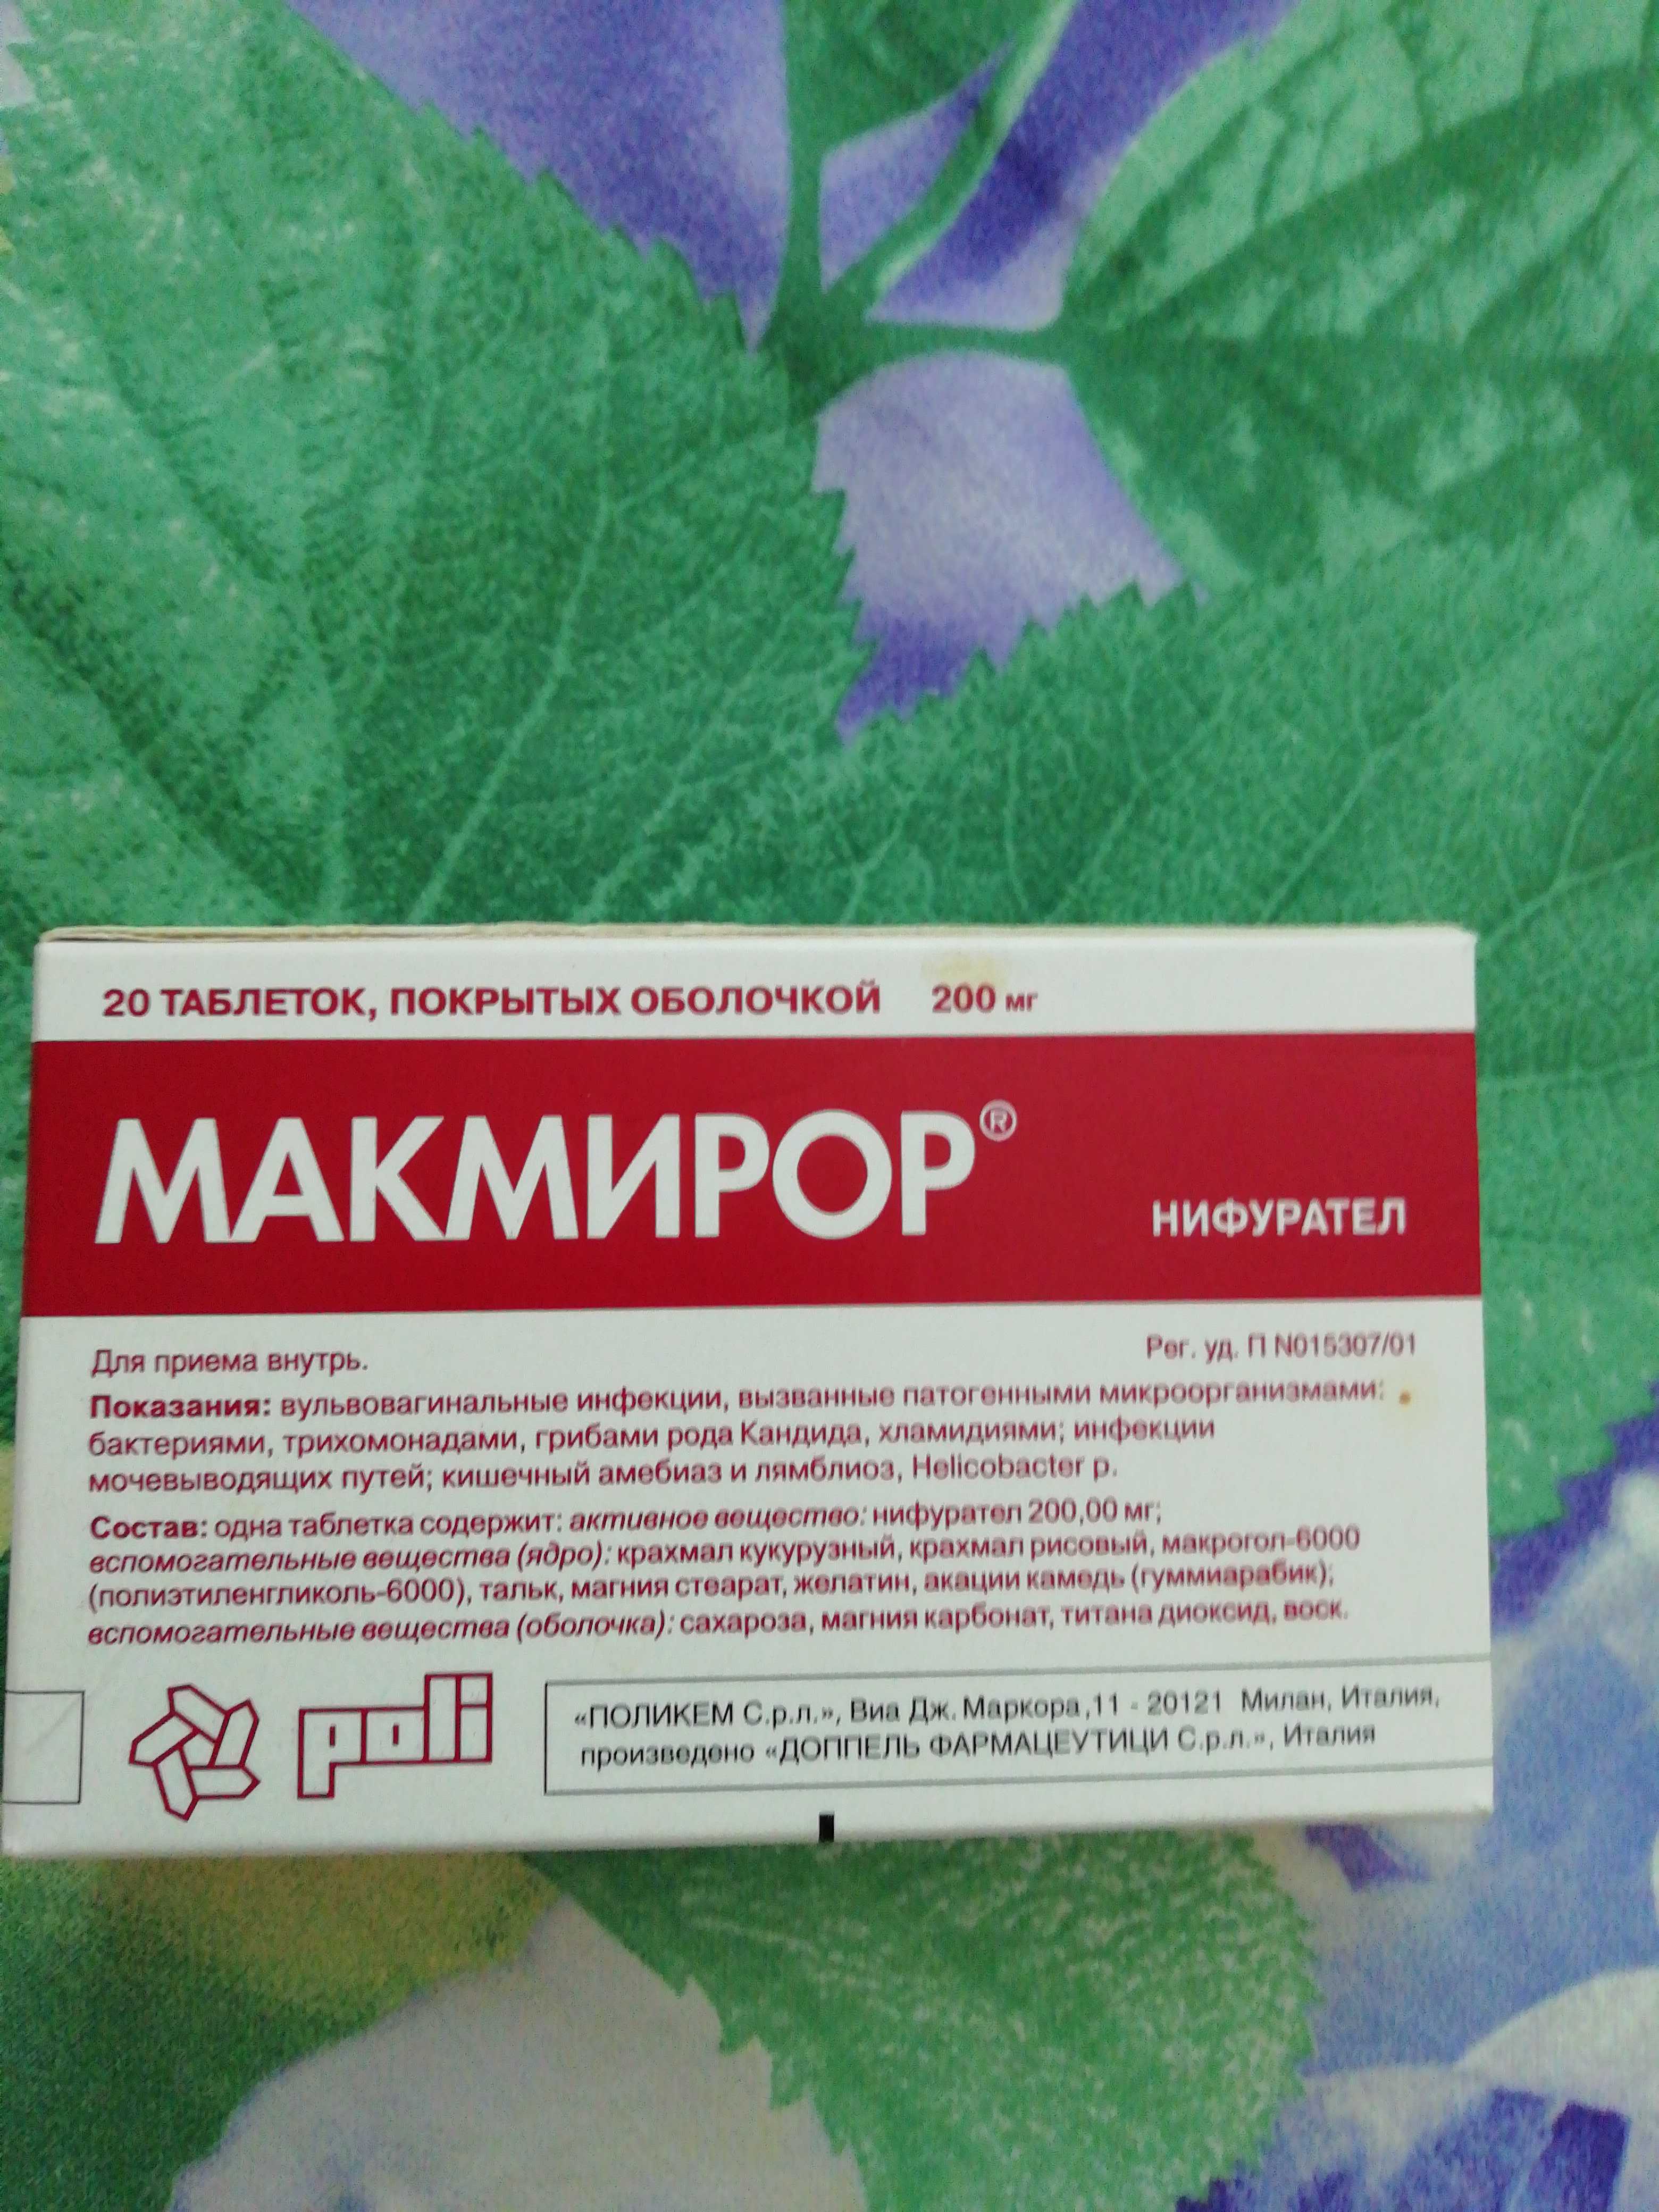 20 ТАБЛЕТОК, ПОКРЫТЫХ ОБОЛОЧКОЙ 200 мг
МАКМИРОР®
НИФУРАТЕЛ
Для приема внутрь.
Рег. уд. П N015307/01
Показания: вульвовагинальные инфекции, вызванные патогенными микроорганизмами:
бактериями, трихомонадами, грибами рода Кандида, хламидиями; инфекции
мочевыводящих путей; кишечный амебиаз и лямблиоз, Helicobacter p.
Состав: одна таблетка содержит: активное вещество: нифурател 200,00 мг;
вспомогательные вещества (ядро): крахмал кукурузный, крахмал рисовый, макрогол-6000
(полиэтиленгликоль-6000), тальк, магния стеарат, желатин, акации камедь (гуммиарабик);
вспомогательные вещества (оболочка): сахароза, магния карбонат, титана диоксид, воск.
poli
«ПОЛИКЕМ С.р.л.», Виа Дж. Маркора,11 - 20121 Милан, Италия,
произведено «ДОППЕЛЬ ФАРМАЦЕУТИЦИ С.р.л.», Италия